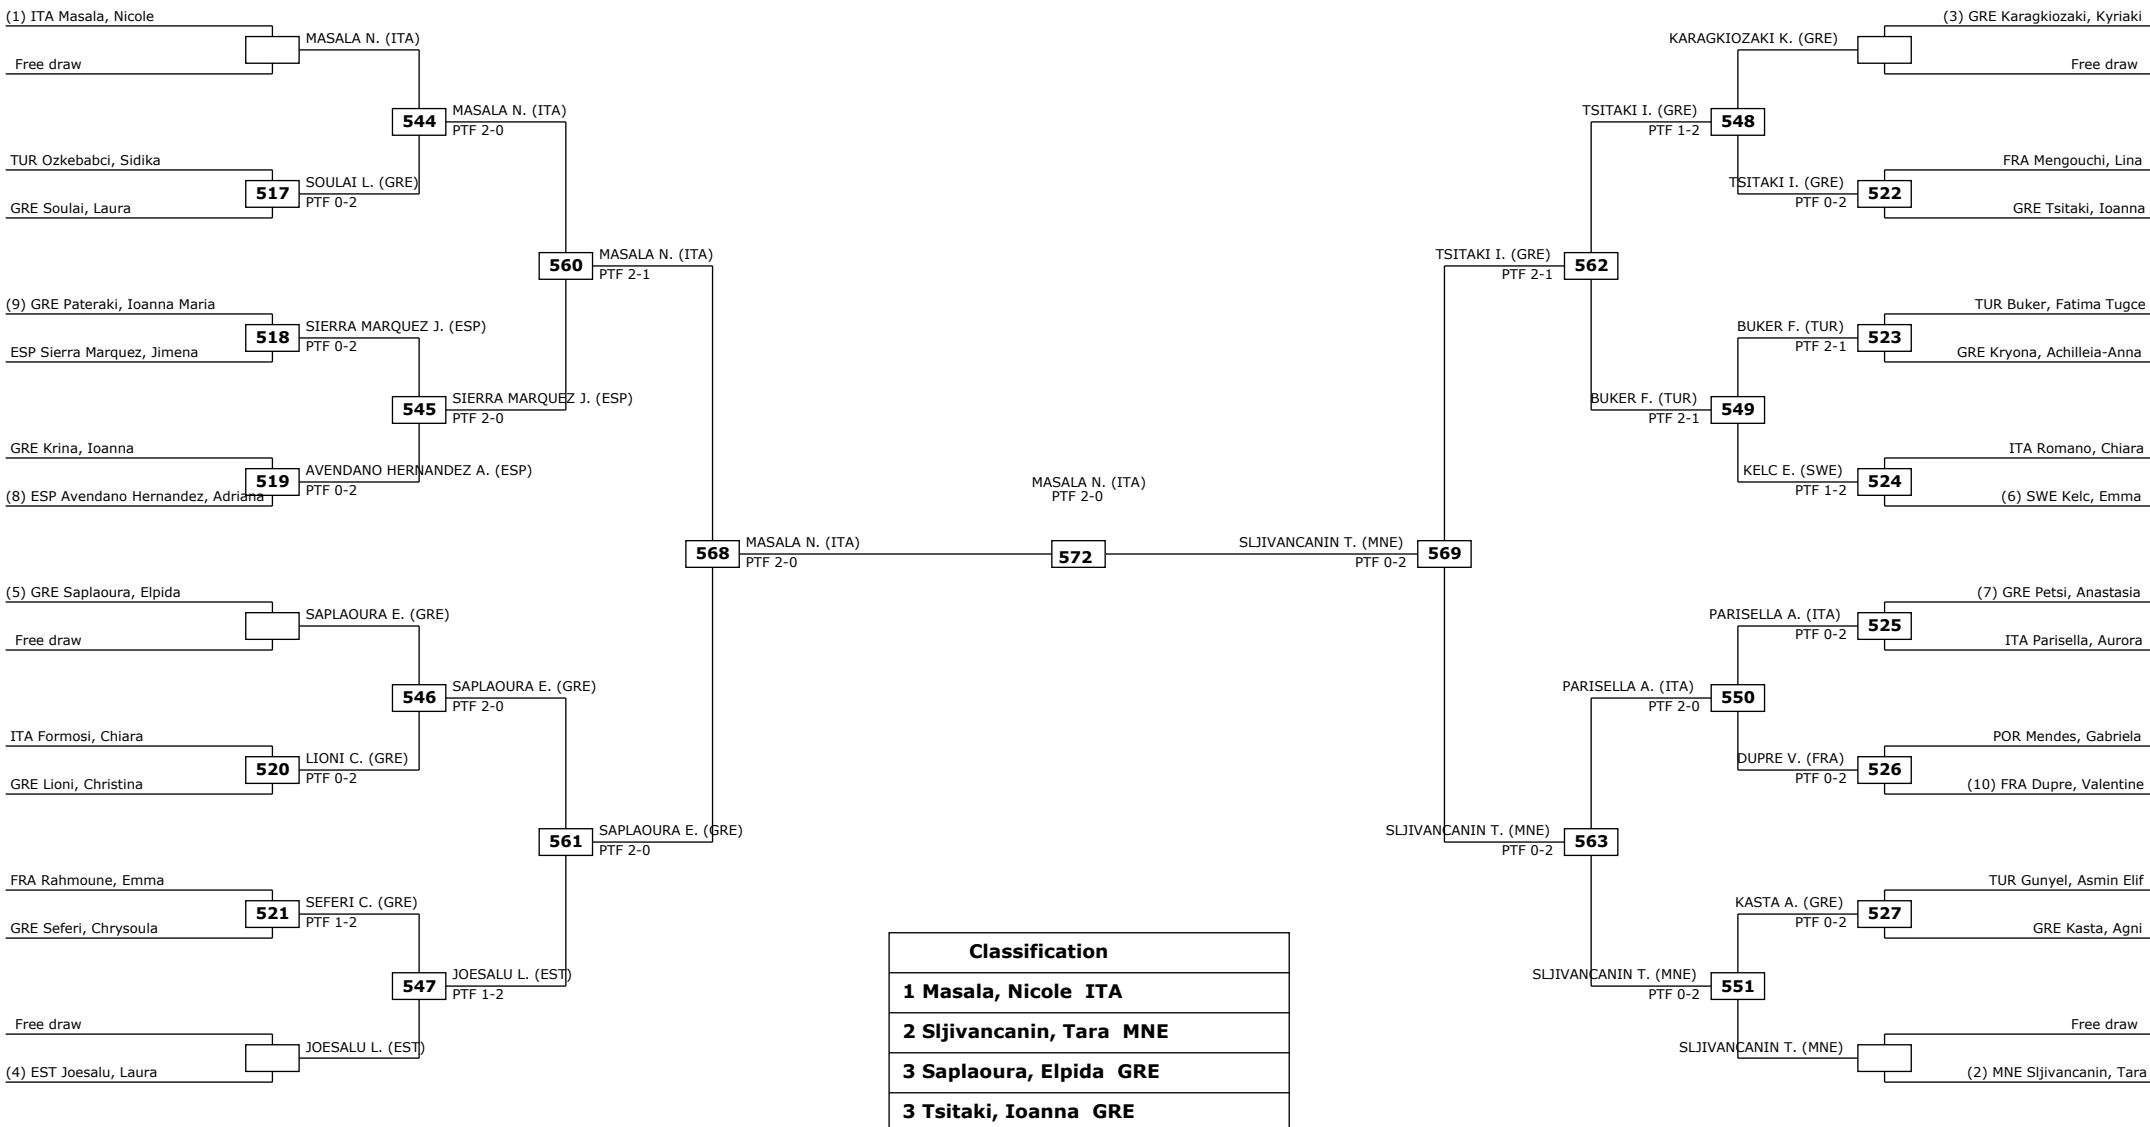 (1) ITA Masala, Nicole
MASALA N. (ITA)
Free draw
544
MASALA N. (ITA)
PTF 2-0
TUR Ozkebabci, Sidika
517
SOULAI L. (GRE)
PTF 0-2
GRE Soulai, Laura
560
MASALA N. (ITA)
PTF 2-1
(9) GRE Pateraki, Ioanna Maria
518
SIERRA MARQUEZ J. (ESP)
PTF 0-2
ESP Sierra Marquez, Jimena
545
SIERRA MARQUEZ J. (ESP)
PTF 2-0
GRE Krina, Ioanna
519
AVENDANO HERNANDEZ A. (ESP)
PTF 0-2
(8) ESP Avendano Hernandez, Adriana
568
MASALA N. (ITA)
PTF 2-0
(5) GRE Saplaoura, Elpida
SAPLAOURA E. (GRE)
Free draw
546
SAPLAOURA E. (GRE)
PTF 2-0
ITA Formosi, Chiara
520
LIONI C. (GRE)
PTF 0-2
GRE Lioni, Christina
561
SAPLAOURA E. (GRE)
PTF 2-0
FRA Rahmoune, Emma
521
SEFERI C. (GRE)
PTF 1-2
GRE Seferi, Chrysoula
547
JOESALU L. (EST)
PTF 1-2
Free draw
JOESALU L. (EST)
(4) EST Joesalu, Laura
MASALA N. (ITA)
PTF 2-0
572
(3) GRE Karagkiozaki, Kyriaki
KARAGKIOZAKI K. (GRE)
Free draw
TSITAKI I. (GRE)
PTF 1-2
548
FRA Mengouchi, Lina
TSITAKI I. (GRE)
PTF 0-2
522
GRE Tsitaki, Ioanna
TSITAKI I. (GRE)
PTF 2-1
562
TUR Buker, Fatima Tugce
BUKER F. (TUR)
PTF 2-1
523
GRE Kryona, Achilleia-Anna
BUKER F. (TUR)
PTF 2-1
549
ITA Romano, Chiara
KELC E. (SWE)
PTF 1-2
524
(6) SWE Kelc, Emma
SLJIVANCANIN T. (MNE)
PTF 0-2
569
(7) GRE Petsi, Anastasia
PARISELLA A. (ITA)
PTF 0-2
525
ITA Parisella, Aurora
PARISELLA A. (ITA)
PTF 2-0
550
POR Mendes, Gabriela
DUPRE V. (FRA)
PTF 0-2
526
(10) FRA Dupre, Valentine
SLJIVANCANIN T. (MNE)
PTF 0-2
563
TUR Gunyel, Asmin Elif
KASTA A. (GRE)
PTF 0-2
527
GRE Kasta, Agni
SLJIVANCANIN T. (MNE)
PTF 0-2
551
Free draw
SLJIVANCANIN T. (MNE)
(2) MNE Sljivancanin, Tara
Classification
1 Masala, Nicole ITA
2 Sljivancanin, Tara MNE
3 Saplaoura, Elpida GRE
3 Tsitaki, Ioanna GRE